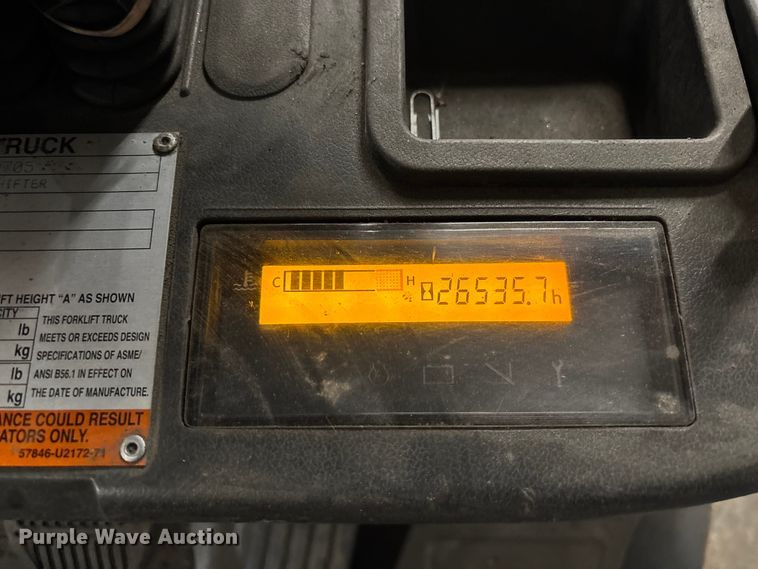 TRUCK
SHIFTER
FT HEIGHT "A" AS SHOWN
CITY
lb
kg
lb
kg
THIS FORKLIFT TRUCK
MEETS OR EXCEEDS DESIGN
SPECIFICATIONS OF ASME/
ANSI B56.1 IN EFFECT ON
THE DATE OF MANUFACTURE.
ANCE COULD RESULT
ATORS ONLY.
57846-U2172-71
C H 26535.7h
Purple Wave Auction